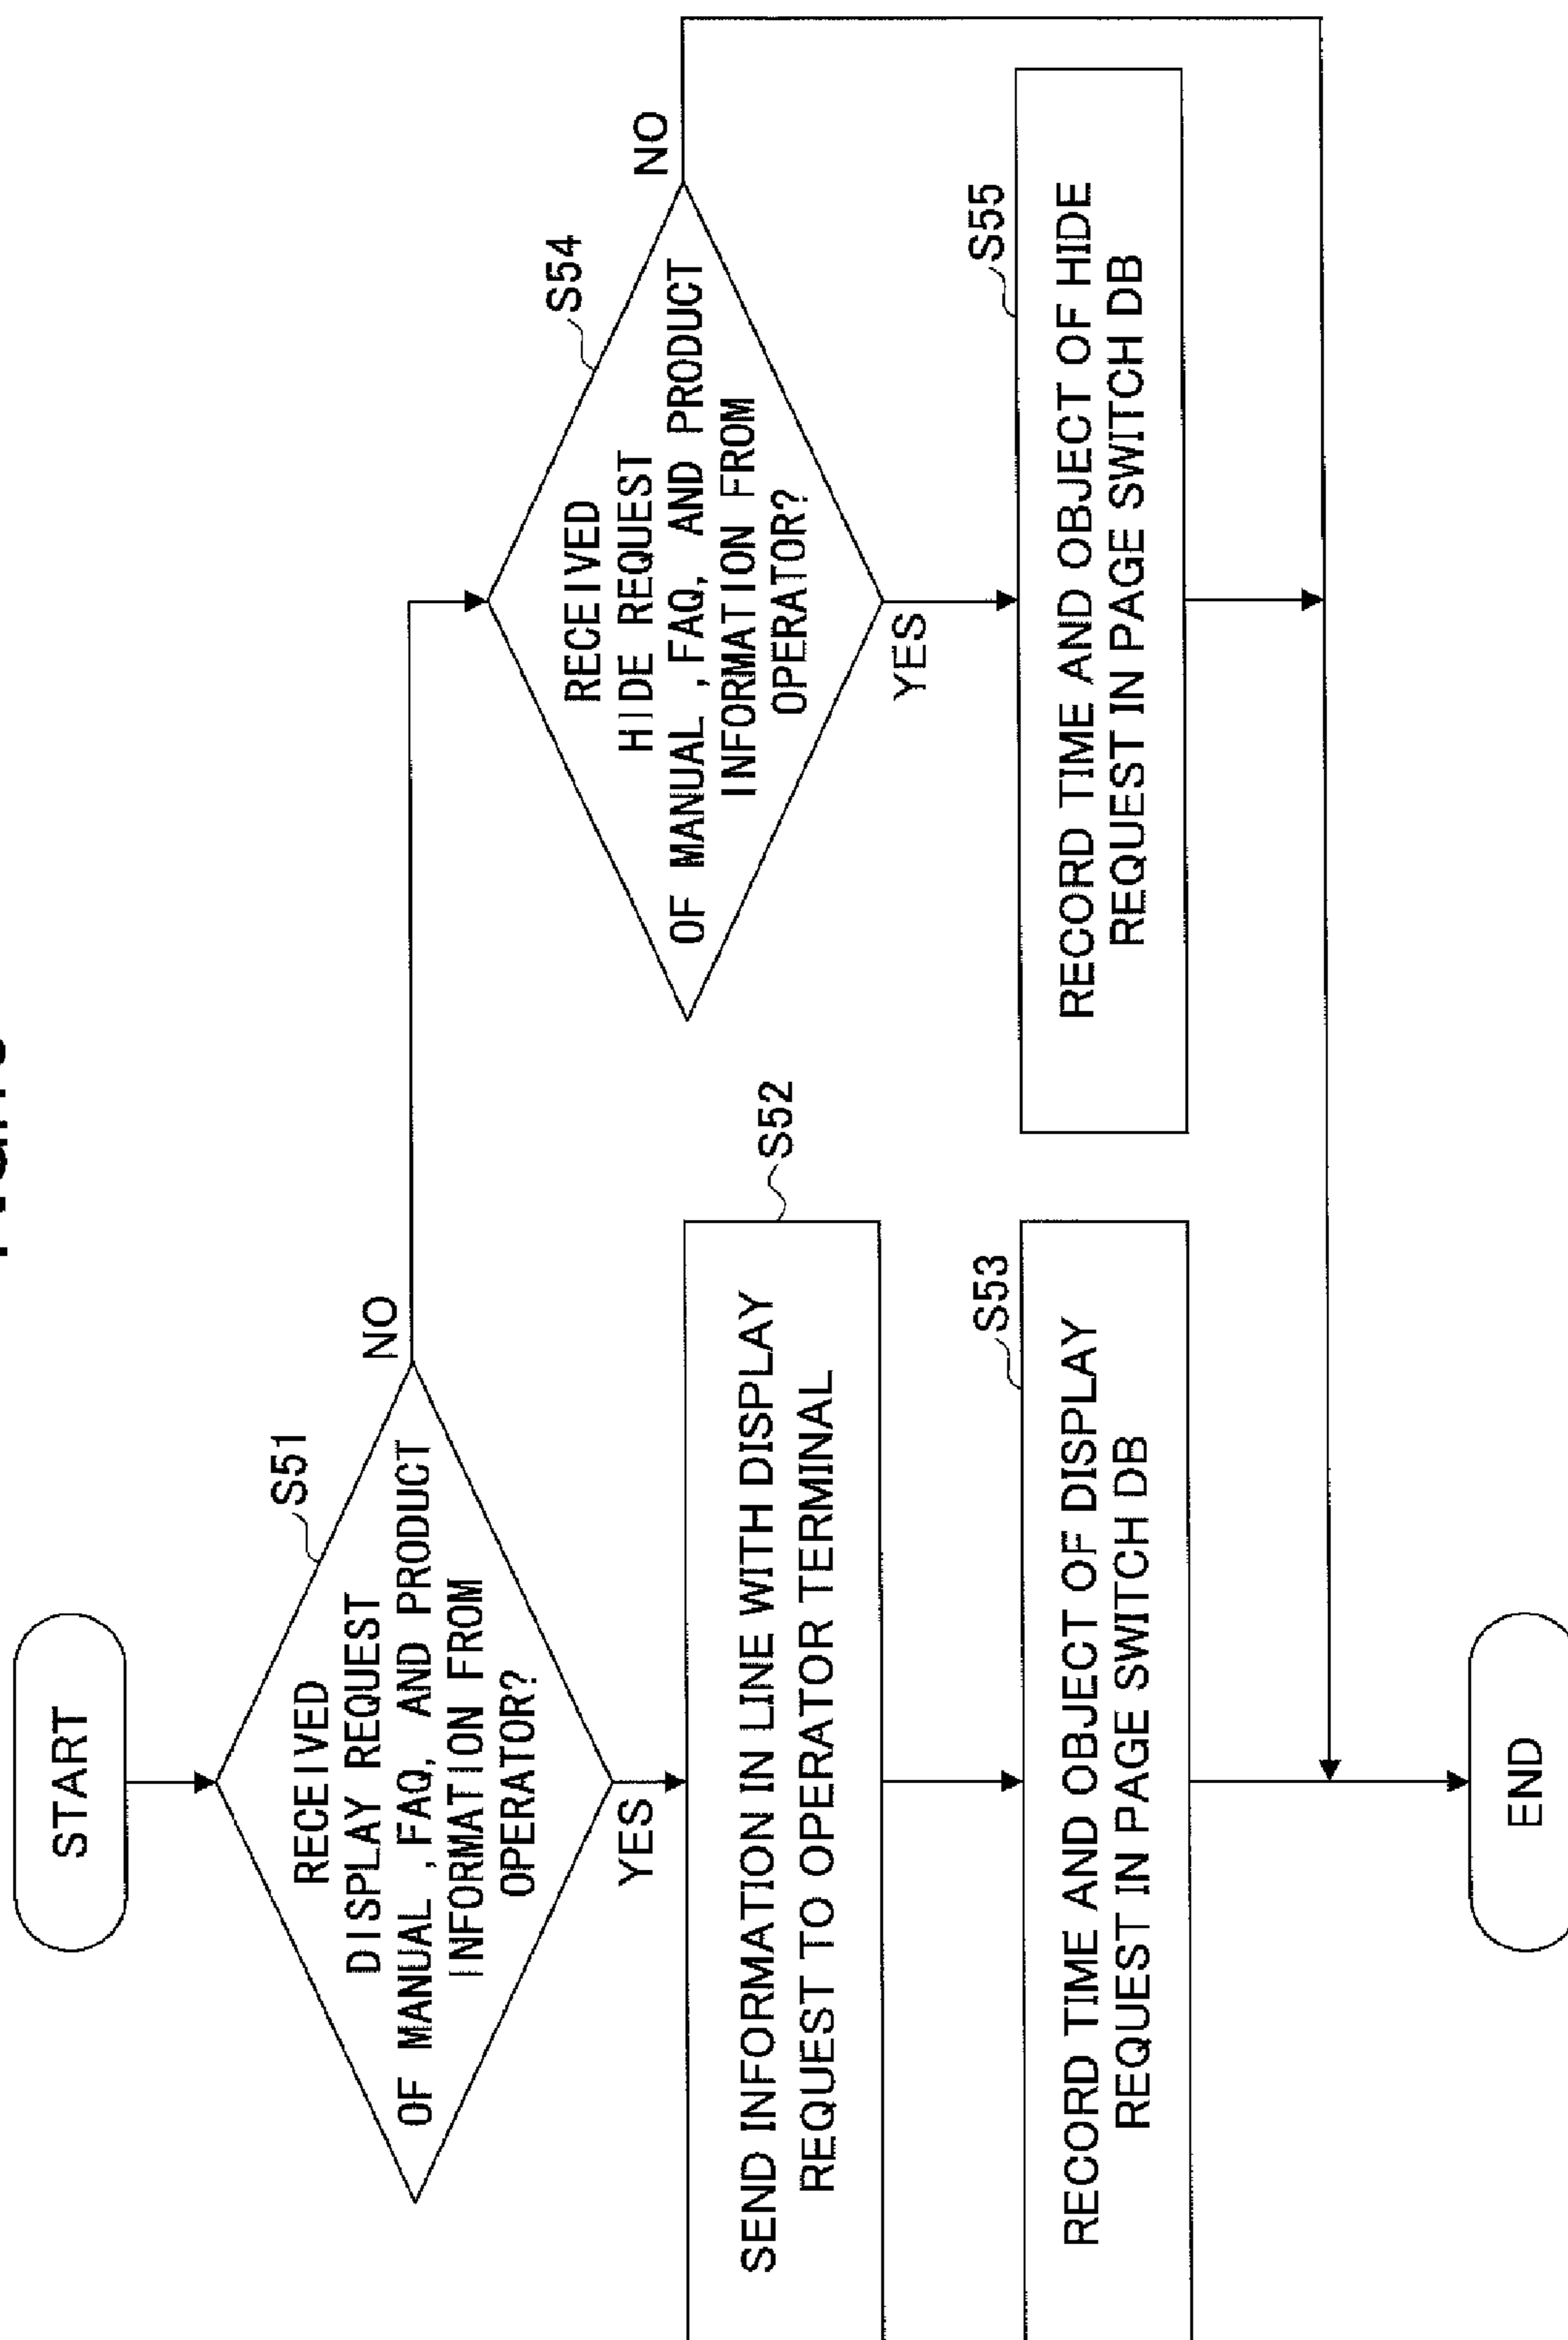 START
S51
RECEIVED
DISPLAY REQUEST
OF MANUAL ,FAQ, AND PRODUCT
INFORMATION FROM
OPERATOR?
NO
YES
S52
SEND INFORMATION IN LINE WITH DISPLAY
REQUEST TO OPERATOR TERMINAL
S53
RECORD TIME AND OBJECT OF DISPLAY
REQUEST IN PAGE SWITCH DB
S54
RECEIVED
HIDE REQUEST
OF MANUAL ,FAQ, AND PRODUCT
INFORMATION FROM
OPERATOR?
NO
YES
S55
RECORD TIME AND OBJECT OF HIDE
REQUEST IN PAGE SWITCH DB
END